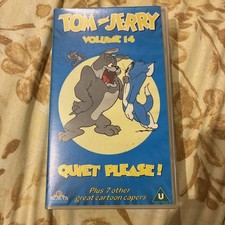 TOM and JERRY
VOLUME 14
QUIET PLEASE!
Plus 7 other
great cartoon capers
U